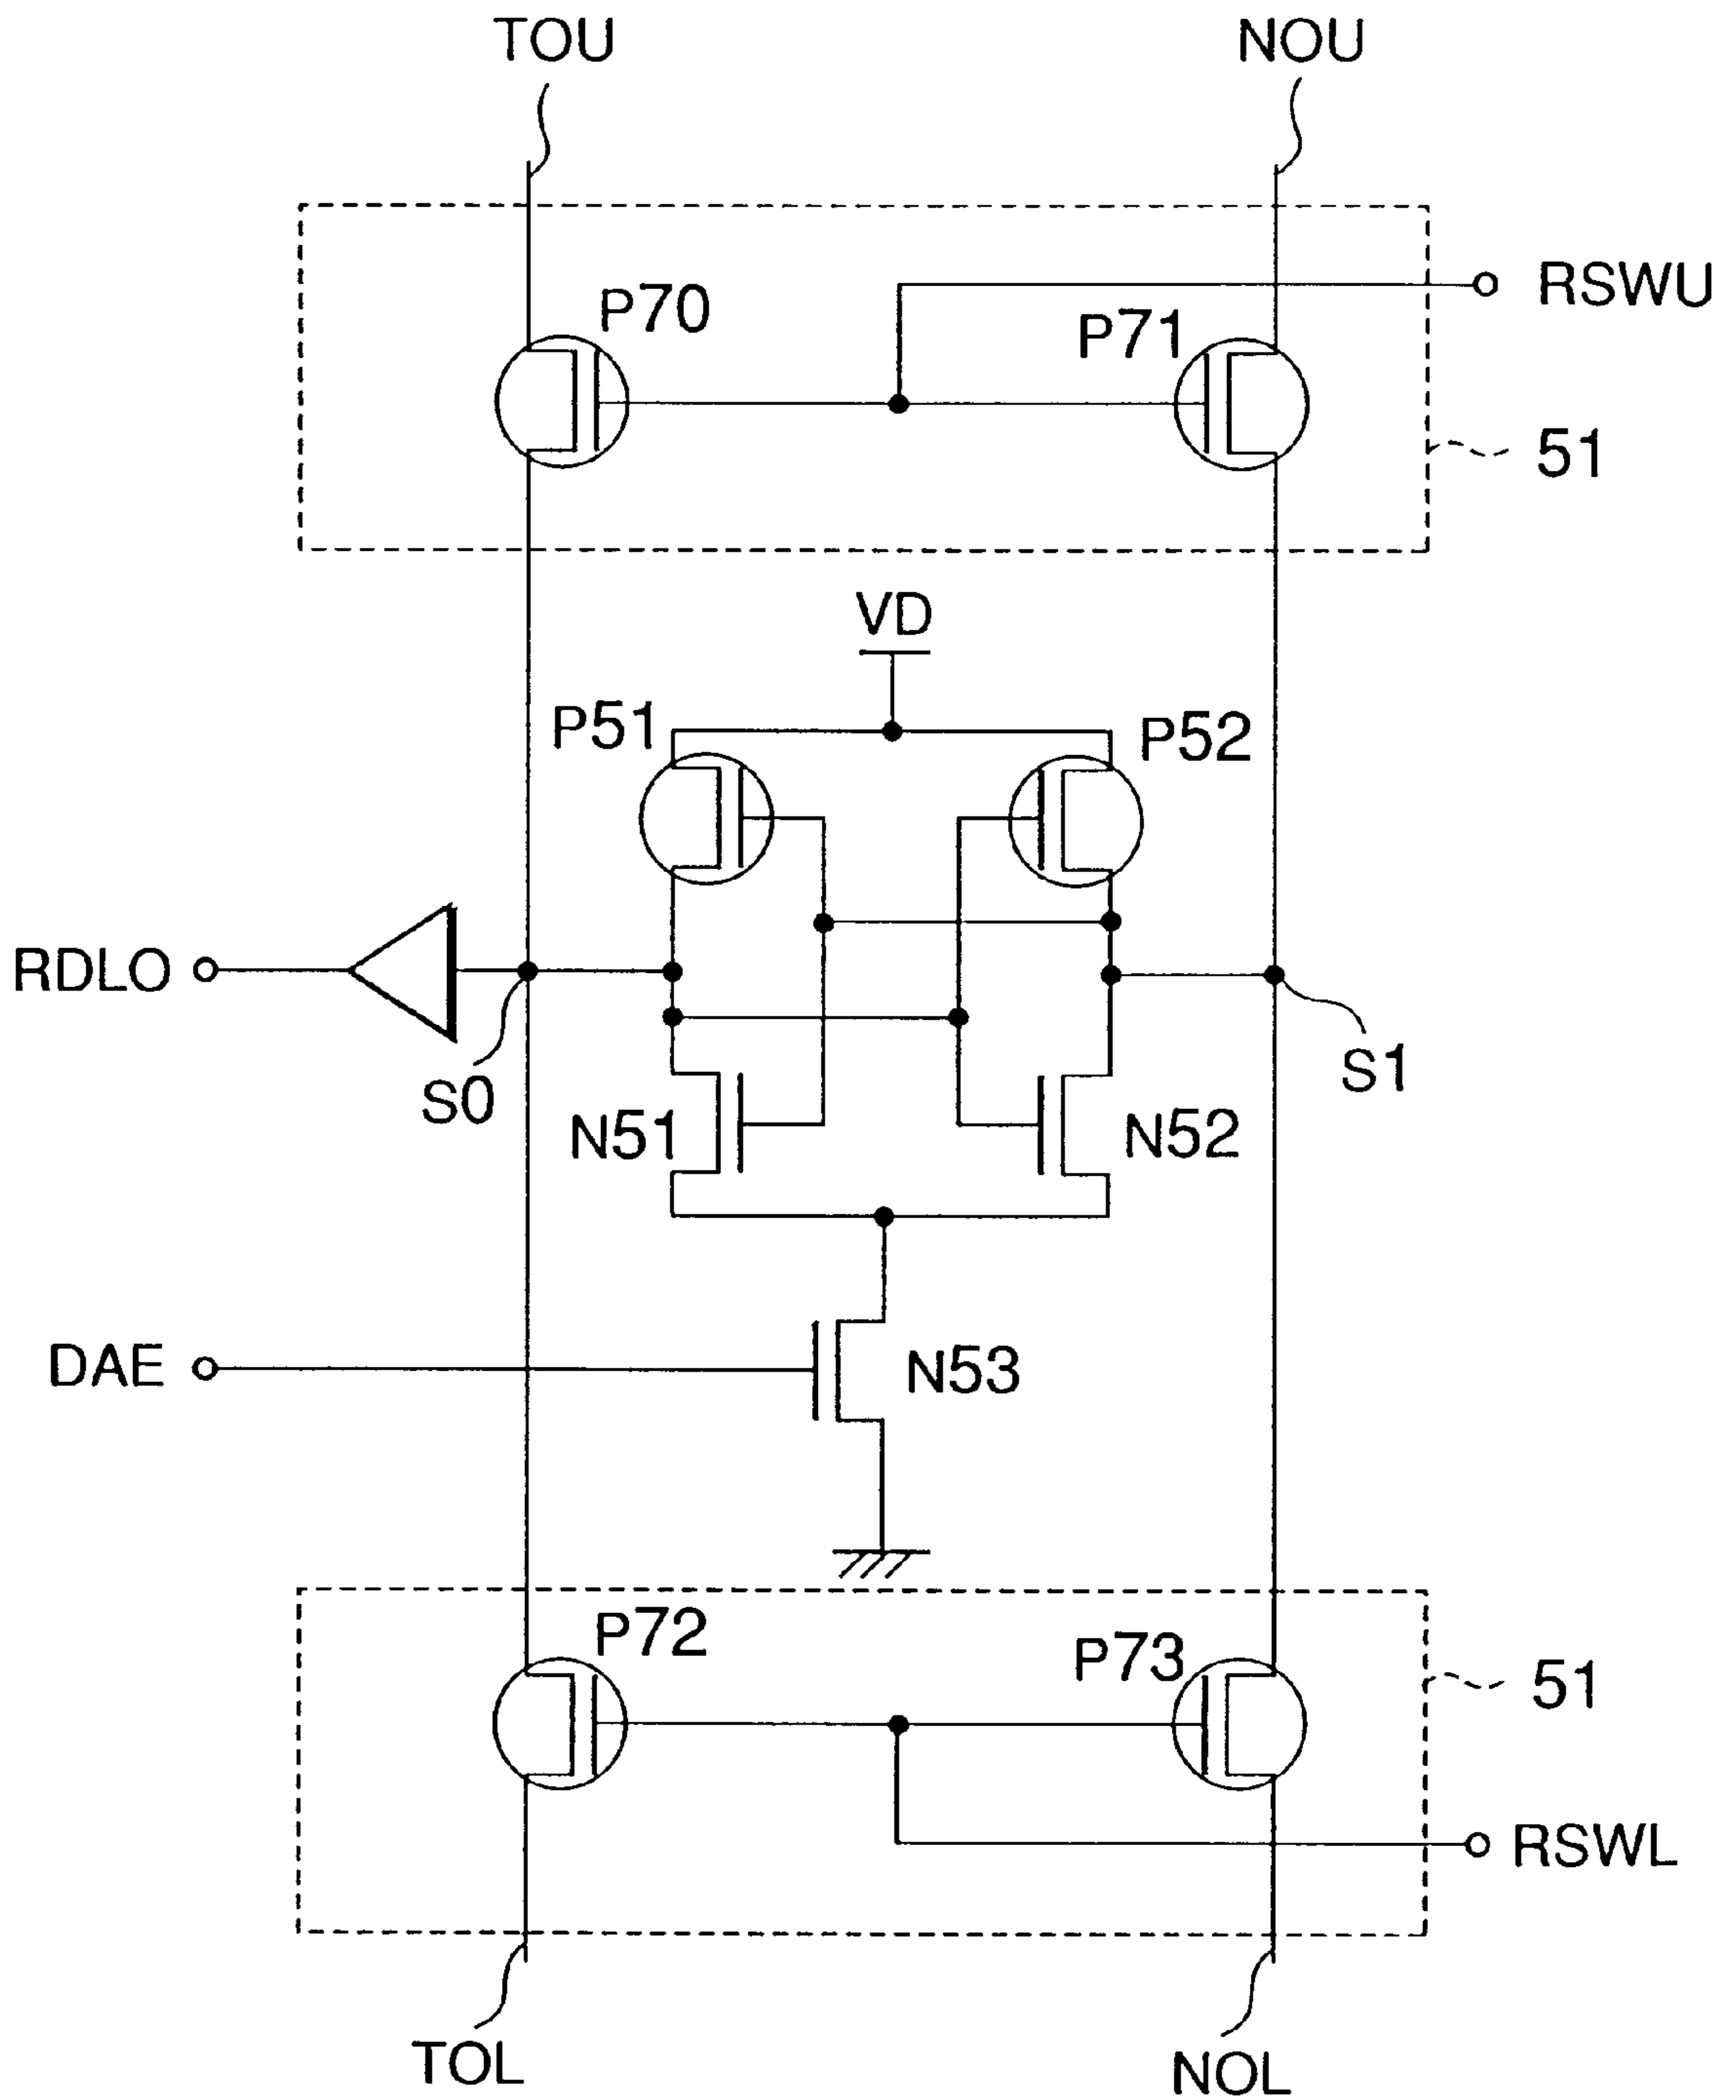 TOU
NOU
RSWU
P70
P71
51
VD
P51
P52
RDLO
S0
S1
N51
N52
DAE
N53
P72
P73
51
RSWL
TOL
NOL